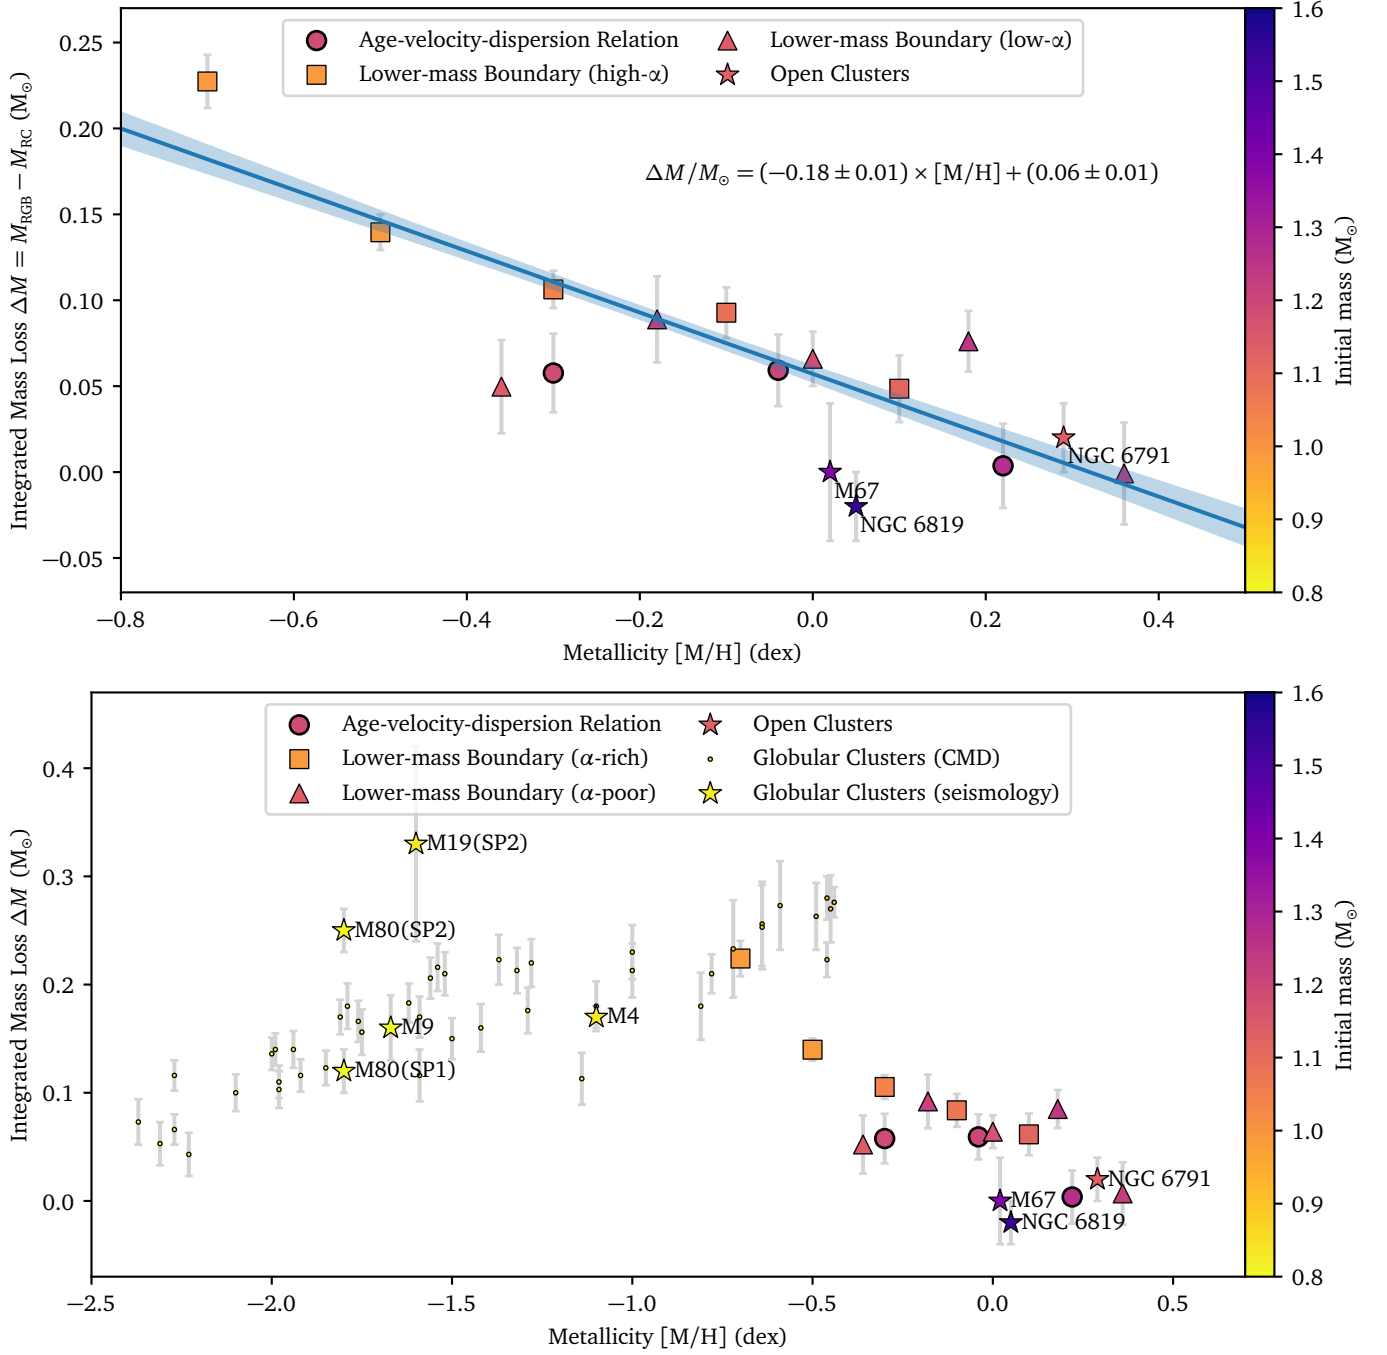 Integrated Mass Loss ΔM = M_RGB − M_RC (M_⊙)
0.25
0.20
0.15
0.10
0.05
0.00
−0.05
Age-velocity-dispersion Relation
Lower-mass Boundary (high-α)
Lower-mass Boundary (low-α)
Open Clusters
ΔM/M_⊙ = (−0.18 ± 0.01) × [M/H] + (0.06 ± 0.01)
NGC 6791
M67
NGC 6819
−0.8
−0.6
−0.4
−0.2
0.0
0.2
0.4
Metallicity [M/H] (dex)
1.6
1.5
1.4
1.3
1.2
1.1
1.0
0.9
0.8
Initial mass (M_⊙)
Integrated Mass Loss ΔM (M_⊙)
0.4
0.3
0.2
0.1
0.0
Age-velocity-dispersion Relation
Lower-mass Boundary (α-rich)
Lower-mass Boundary (α-poor)
Open Clusters
Globular Clusters (CMD)
Globular Clusters (seismology)
M19(SP2)
M80(SP2)
M9
M4
M80(SP1)
NGC 6791
M67
NGC 6819
−2.5
−2.0
−1.5
−1.0
−0.5
0.0
0.5
Metallicity [M/H] (dex)
1.6
1.5
1.4
1.3
1.2
1.1
1.0
0.9
0.8
Initial mass (M_⊙)